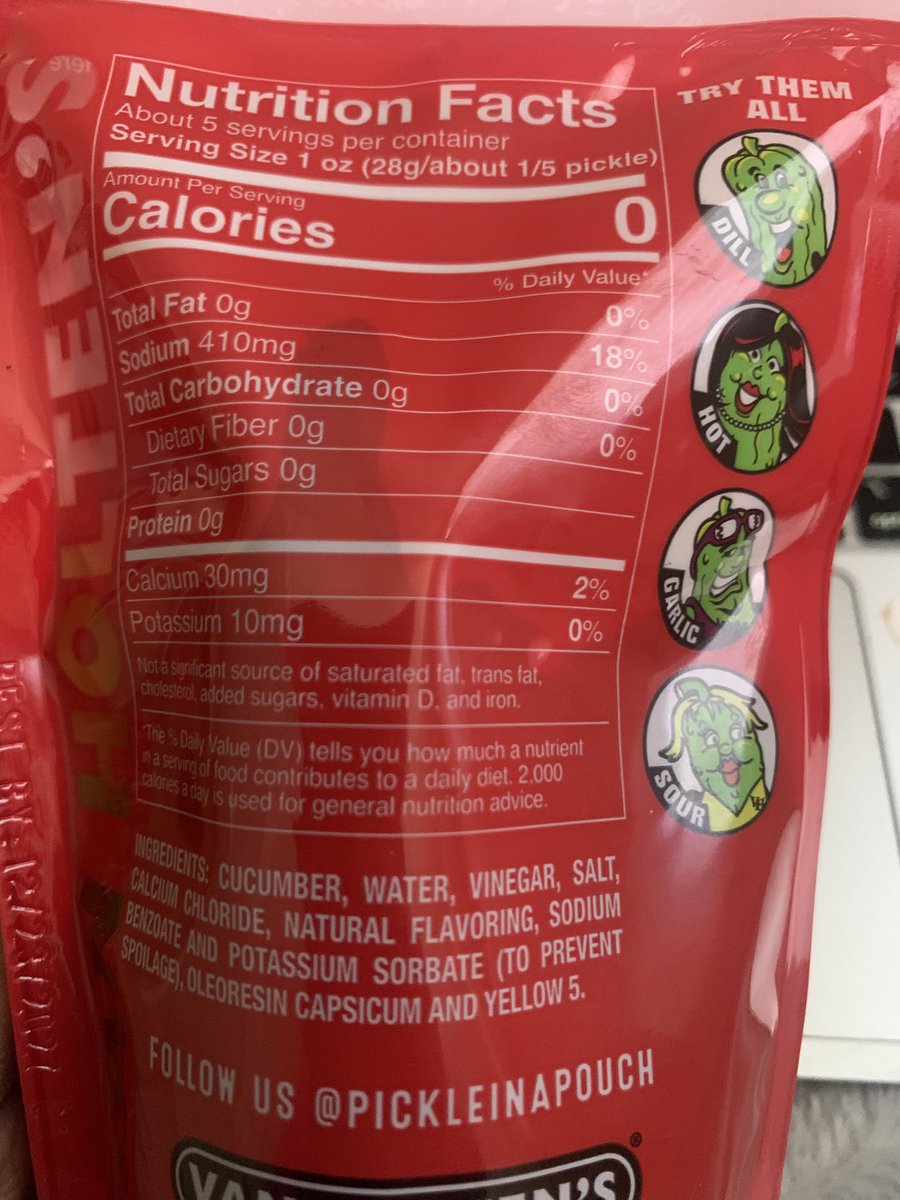 Nutrition Facts
About 5 servings per container
Serving Size 1 oz (28g/about 1/5 pickle)
Amount Per Serving
Calories 0
% Daily Value*
Total Fat 0g 0%
Sodium 410mg 18%
Total Carbohydrate 0g 0%
Dietary Fiber 0g 0%
Total Sugars 0g
Protein 0g
Calcium 30mg 2%
Potassium 10mg 0%
Not a significant source of saturated fat, trans fat,
cholesterol, added sugars, vitamin D, and iron.
*The % Daily Value (DV) tells you how much a nutrient
in a serving of food contributes to a daily diet. 2,000
calories a day is used for general nutrition advice.
INGREDIENTS: CUCUMBER, WATER, VINEGAR, SALT,
CALCIUM CHLORIDE, NATURAL FLAVORING, SODIUM
BENZOATE AND POTASSIUM SORBATE (TO PREVENT
SPOILAGE), OLEORESIN CAPSICUM AND YELLOW 5.
FOLLOW US @PICKLEINAPOUCH
TRY THEM
ALL
DILL
HOT
GARLIC
SOUR
HOLTEN'S